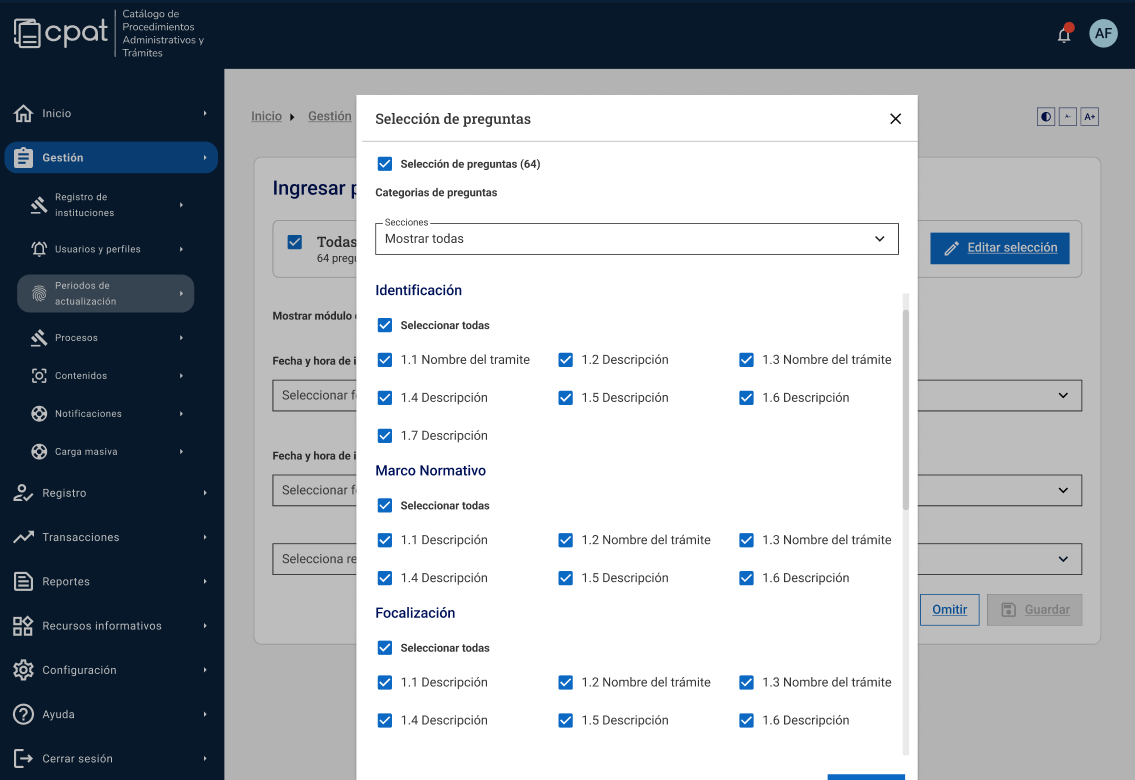 cpat
Catálogo de
Procedimientos
Administrativos y
Trámites
AF
Inicio
Gestión
Registro de
instituciones
Usuarios y perfiles
Periodos de
actualización
Procesos
Contenidos
Notificaciones
Carga masiva
Registro
Transacciones
Reportes
Recursos informativos
Configuración
Ayuda
Cerrar sesión
Inicio Gestión
A+
Ingresar
Todas
64
Editar selección
Mostrar módulo
Fecha y hora de
Seleccionar
Fecha y hora de
Seleccionar
Selecciona
Omitir Guardar
Selección de preguntas
Selección de preguntas (64)
Categorias de preguntas
Secciones
Mostrar todas
Identificación
Seleccionar todas
1.1 Nombre del tramite 1.2 Descripción 1.3 Nombre del trámite
1.4 Descripción 1.5 Descripción 1.6 Descripción
1.7 Descripción
Marco Normativo
Seleccionar todas
1.1 Descripción 1.2 Nombre del trámite 1.3 Nombre del trámite
1.4 Descripción 1.5 Descripción 1.6 Descripción
Focalización
Seleccionar todas
1.1 Descripción 1.2 Nombre del trámite 1.3 Nombre del trámite
1.4 Descripción 1.5 Descripción 1.6 Descripción